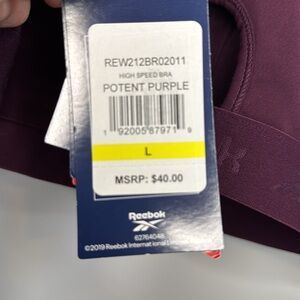 REW212BR02011
HIGH SPEED BRA
POTENT PURPLE
1 92005 87971 9
L
MSRP: $40.00
Reebok
62764048
©2019 Reebok International